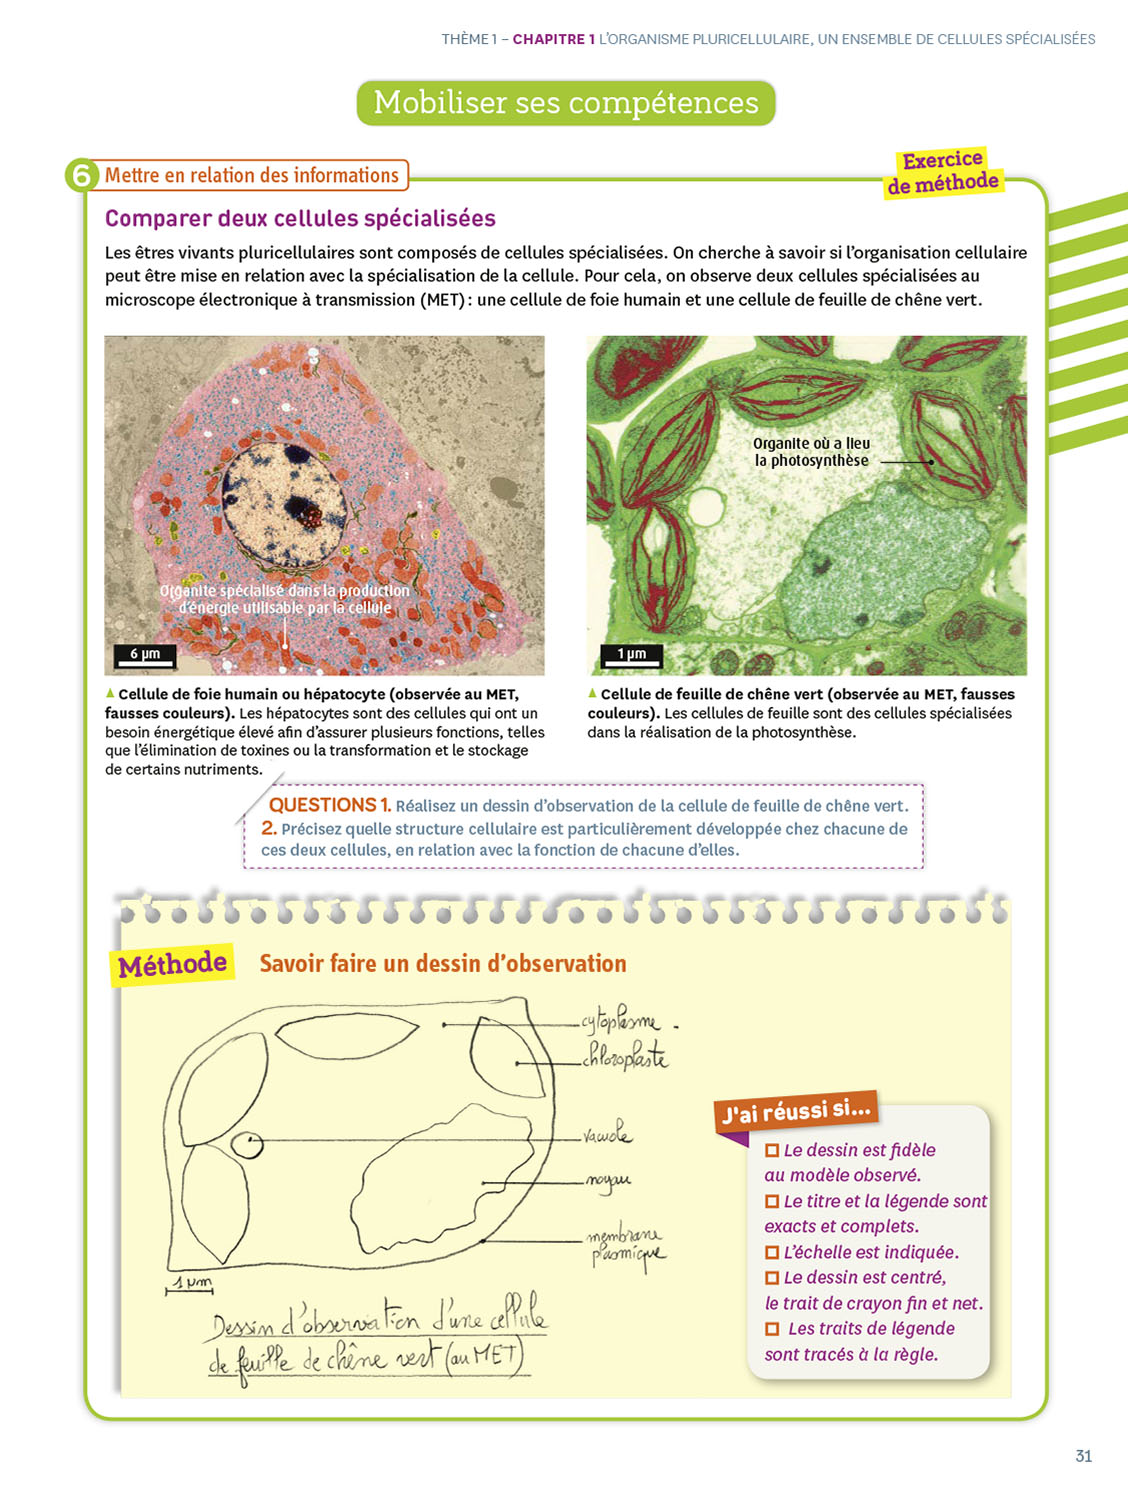 THÈME 1 – CHAPITRE 1 L'ORGANISME PLURICELLULAIRE, UN ENSEMBLE DE CELLULES SPÉCIALISÉES
Mobiliser ses compétences
6 Mettre en relation des informations
Exercice
de méthode
Comparer deux cellules spécialisées
Les êtres vivants pluricellulaires sont composés de cellules spécialisées. On cherche à savoir si l'organisation cellulaire
peut être mise en relation avec la spécialisation de la cellule. Pour cela, on observe deux cellules spécialisées au
microscope électronique à transmission (MET) : une cellule de foie humain et une cellule de feuille de chêne vert.
Organite spécialisé dans la production
d'énergie utilisable par la cellule
6 µm
Organite où a lieu
la photosynthèse
1 µm
Cellule de foie humain ou hépatocyte (observée au MET,
fausses couleurs). Les hépatocytes sont des cellules qui ont un
besoin énergétique élevé afin d'assurer plusieurs fonctions, telles
que l'élimination de toxines ou la transformation et le stockage
de certains nutriments.
Cellule de feuille de chêne vert (observée au MET, fausses
couleurs). Les cellules de feuille sont des cellules spécialisées
dans la réalisation de la photosynthèse.
QUESTIONS 1. Réalisez un dessin d'observation de la cellule de feuille de chêne vert.
2. Précisez quelle structure cellulaire est particulièrement développée chez chacune de
ces deux cellules, en relation avec la fonction de chacune d'elles.
Méthode
Savoir faire un dessin d'observation
cytoplasme
chloroplaste
vacuole
noyau
membrane
plasmique
1 µm
Dessin d'observation d'une cellule
de feuille de chêne vert (au MET)
J'ai réussi si...
Le dessin est fidèle
au modèle observé.
Le titre et la légende sont
exacts et complets.
L'échelle est indiquée.
Le dessin est centré,
le trait de crayon fin et net.
Les traits de légende
sont tracés à la règle.
31